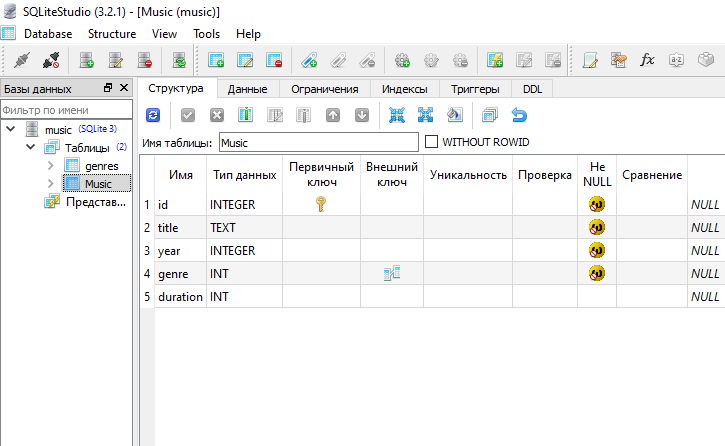 SQLiteStudio (3.2.1) - [Music (music)]
Database Structure View Tools Help
Базы данных
Фильтр по имени
music (SQLite 3)
Таблицы (2)
genres
Music
Представ...
Структура Данные Ограничения Индексы Триггеры DDL
Имя таблицы: Music WITHOUT ROWID
Имя Тип данных Первичный ключ Внешний ключ Уникальность Проверка Не NULL Сравнение
1 id INTEGER NULL
2 title TEXT NULL
3 year INTEGER NULL
4 genre INT NULL
5 duration INT NULL